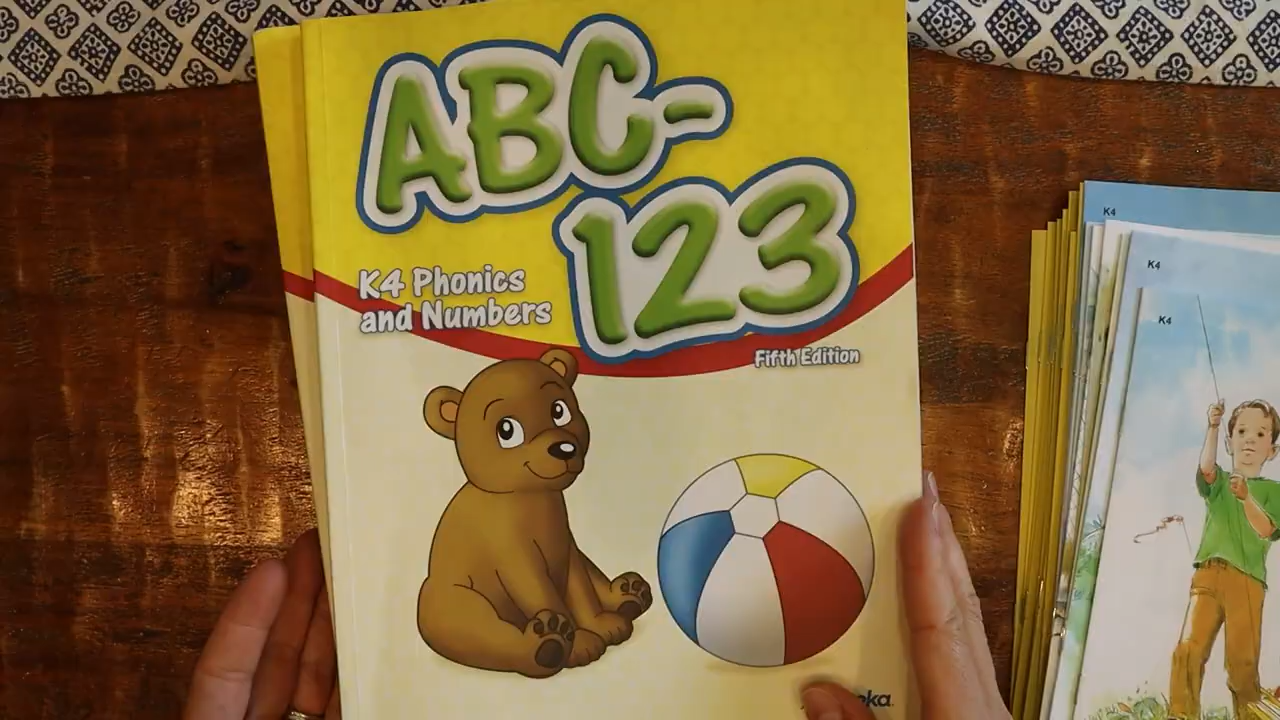 ABC-
123
K4 Phonics
and Numbers
Fifth Edition
K4
K4
K4